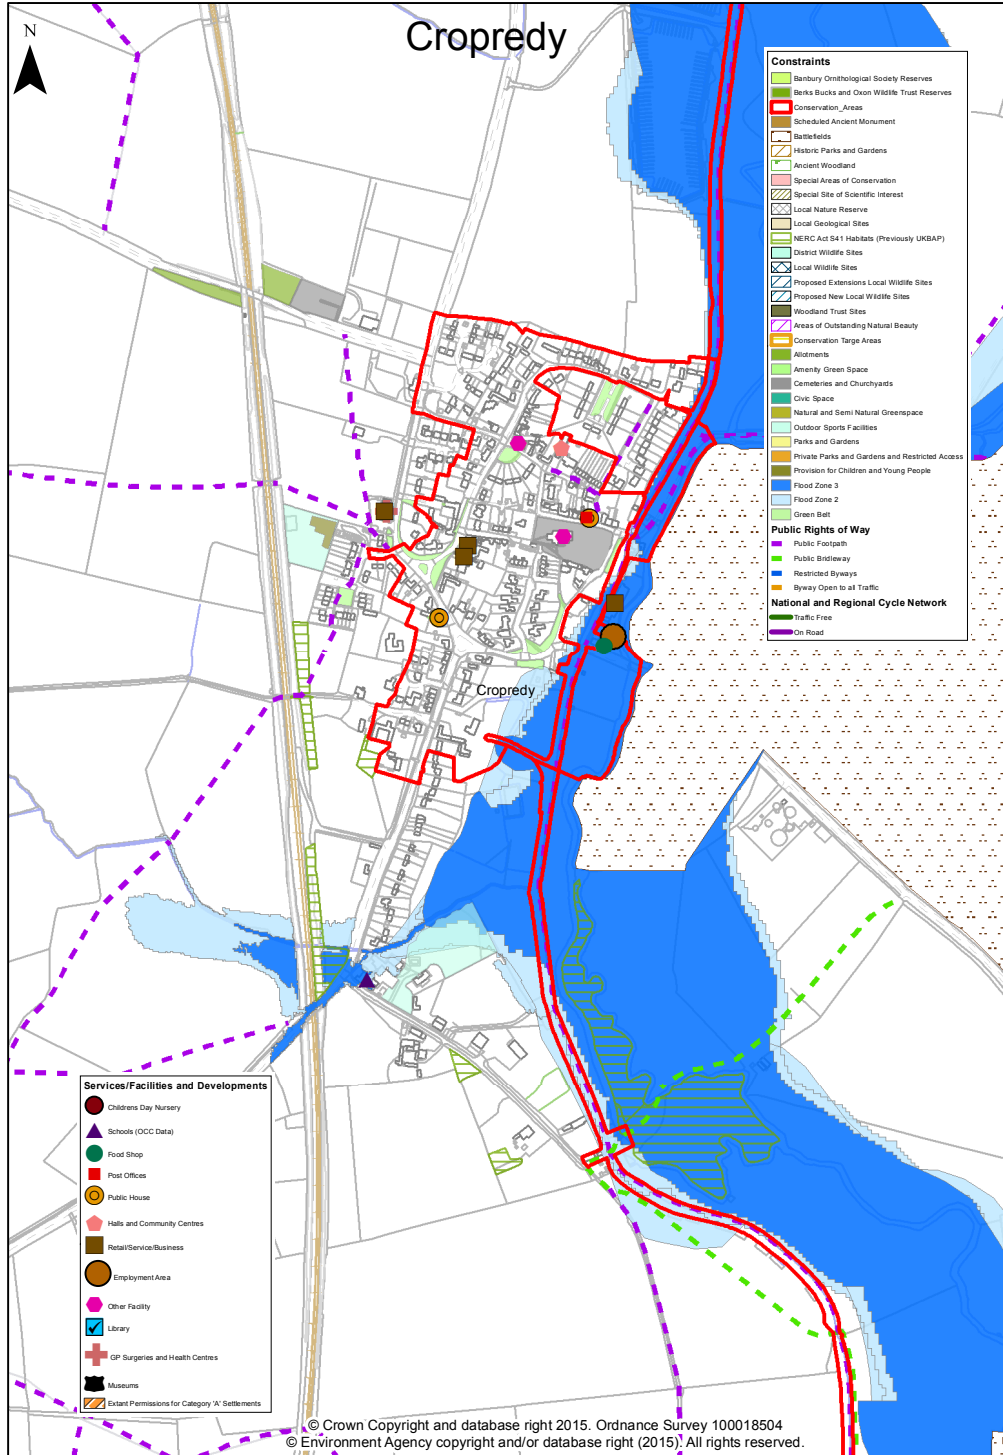 Cropredy
N
Constraints
Banbury Ornithological Society Reserves
Berks Bucks and Oxon Wildlife Trust Reserves
Conservation_Areas
Scheduled Ancient Monument
Battlefields
Historic Parks and Gardens
Ancient Woodland
Special Areas of Conservation
Special Site of Scientific Interest
Local Nature Reserve
Local Geological Sites
NERC Act S41 Habitats (Previously UKBAP)
District Wildlife Sites
Local Wildlife Sites
Proposed Extensions Local Wildlife Sites
Proposed New Local Wildlife Sites
Woodland Trust Sites
Areas of Outstanding Natural Beauty
Conservation Targe Areas
Allotments
Amenity Green Space
Cemeteries and Churchyards
Civic Space
Natural and Semi Natural Greenspace
Outdoor Sports Facilities
Parks and Gardens
Private Parks and Gardens and Restricted Access
Provision for Children and Young People
Flood Zone 3
Flood Zone 2
Green Belt
Public Rights of Way
Public Footpath
Public Bridleway
Restricted Byways
Byway Open to all Traffic
National and Regional Cycle Network
Traffic Free
On Road
Cropredy
Services/Facilities and Developments
Childrens Day Nursery
Schools (OCC Data)
Food Shop
Post Offices
Public House
Halls and Community Centres
Retail/Service/Business
Employment Area
Other Facility
Library
GP Surgeries and Health Centres
Museums
Extant Permissions for Category 'A' Settlements
© Crown Copyright and database right 2015. Ordnance Survey 100018504
© Environment Agency copyright and/or database right (2015). All rights reserved.